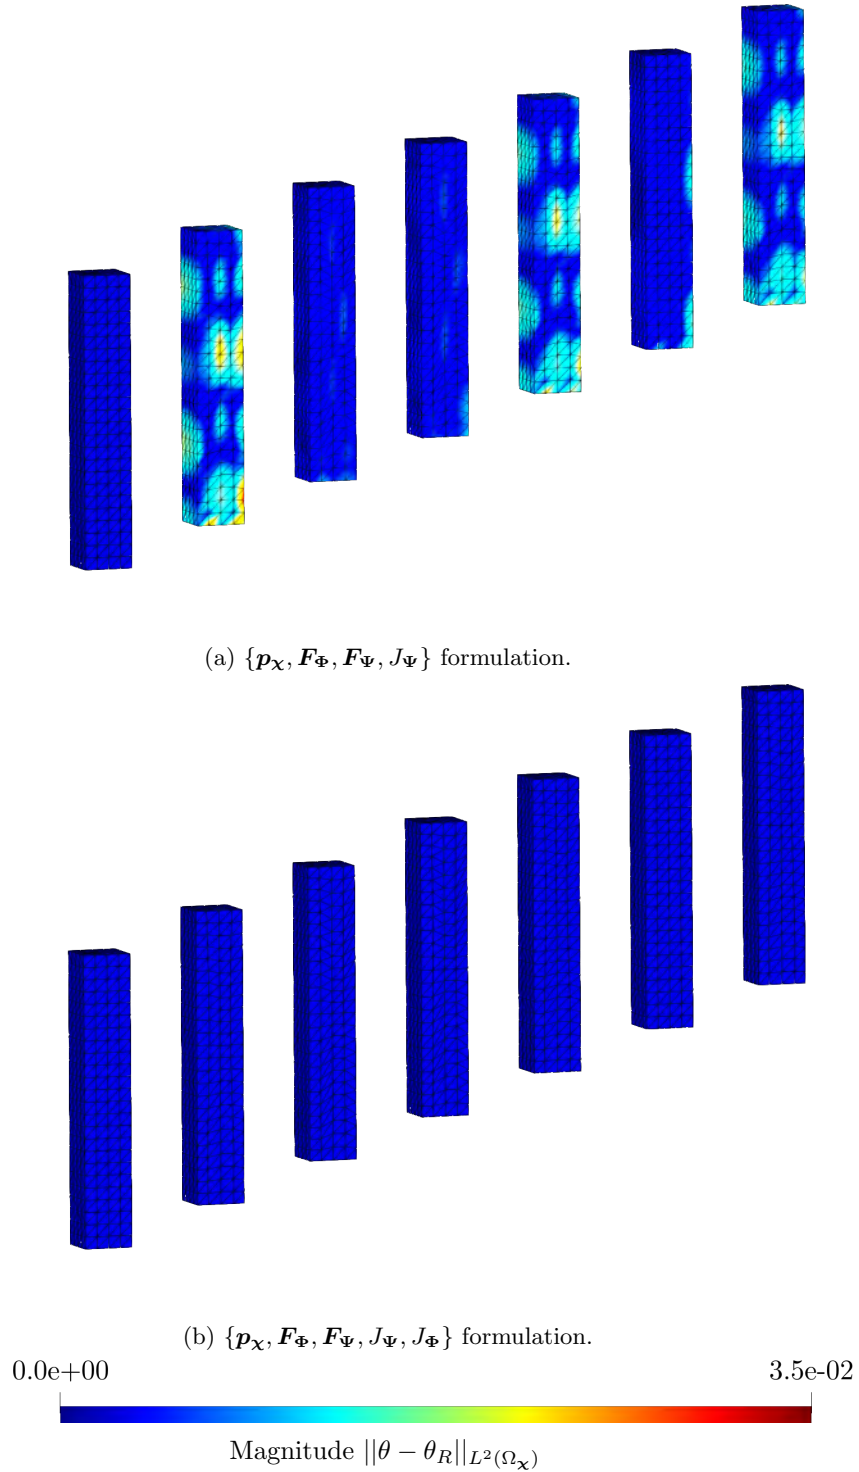 (a) {𝒑_𝝌, 𝑭_𝚽, 𝑭_𝚿, J_𝚿} formulation.
(b) {𝒑_𝝌, 𝑭_𝚽, 𝑭_𝚿, J_𝚿, J_𝚽} formulation.
0.0e+00 3.5e-02
Magnitude ||θ − θ_R||_{L²(Ω_𝝌)}